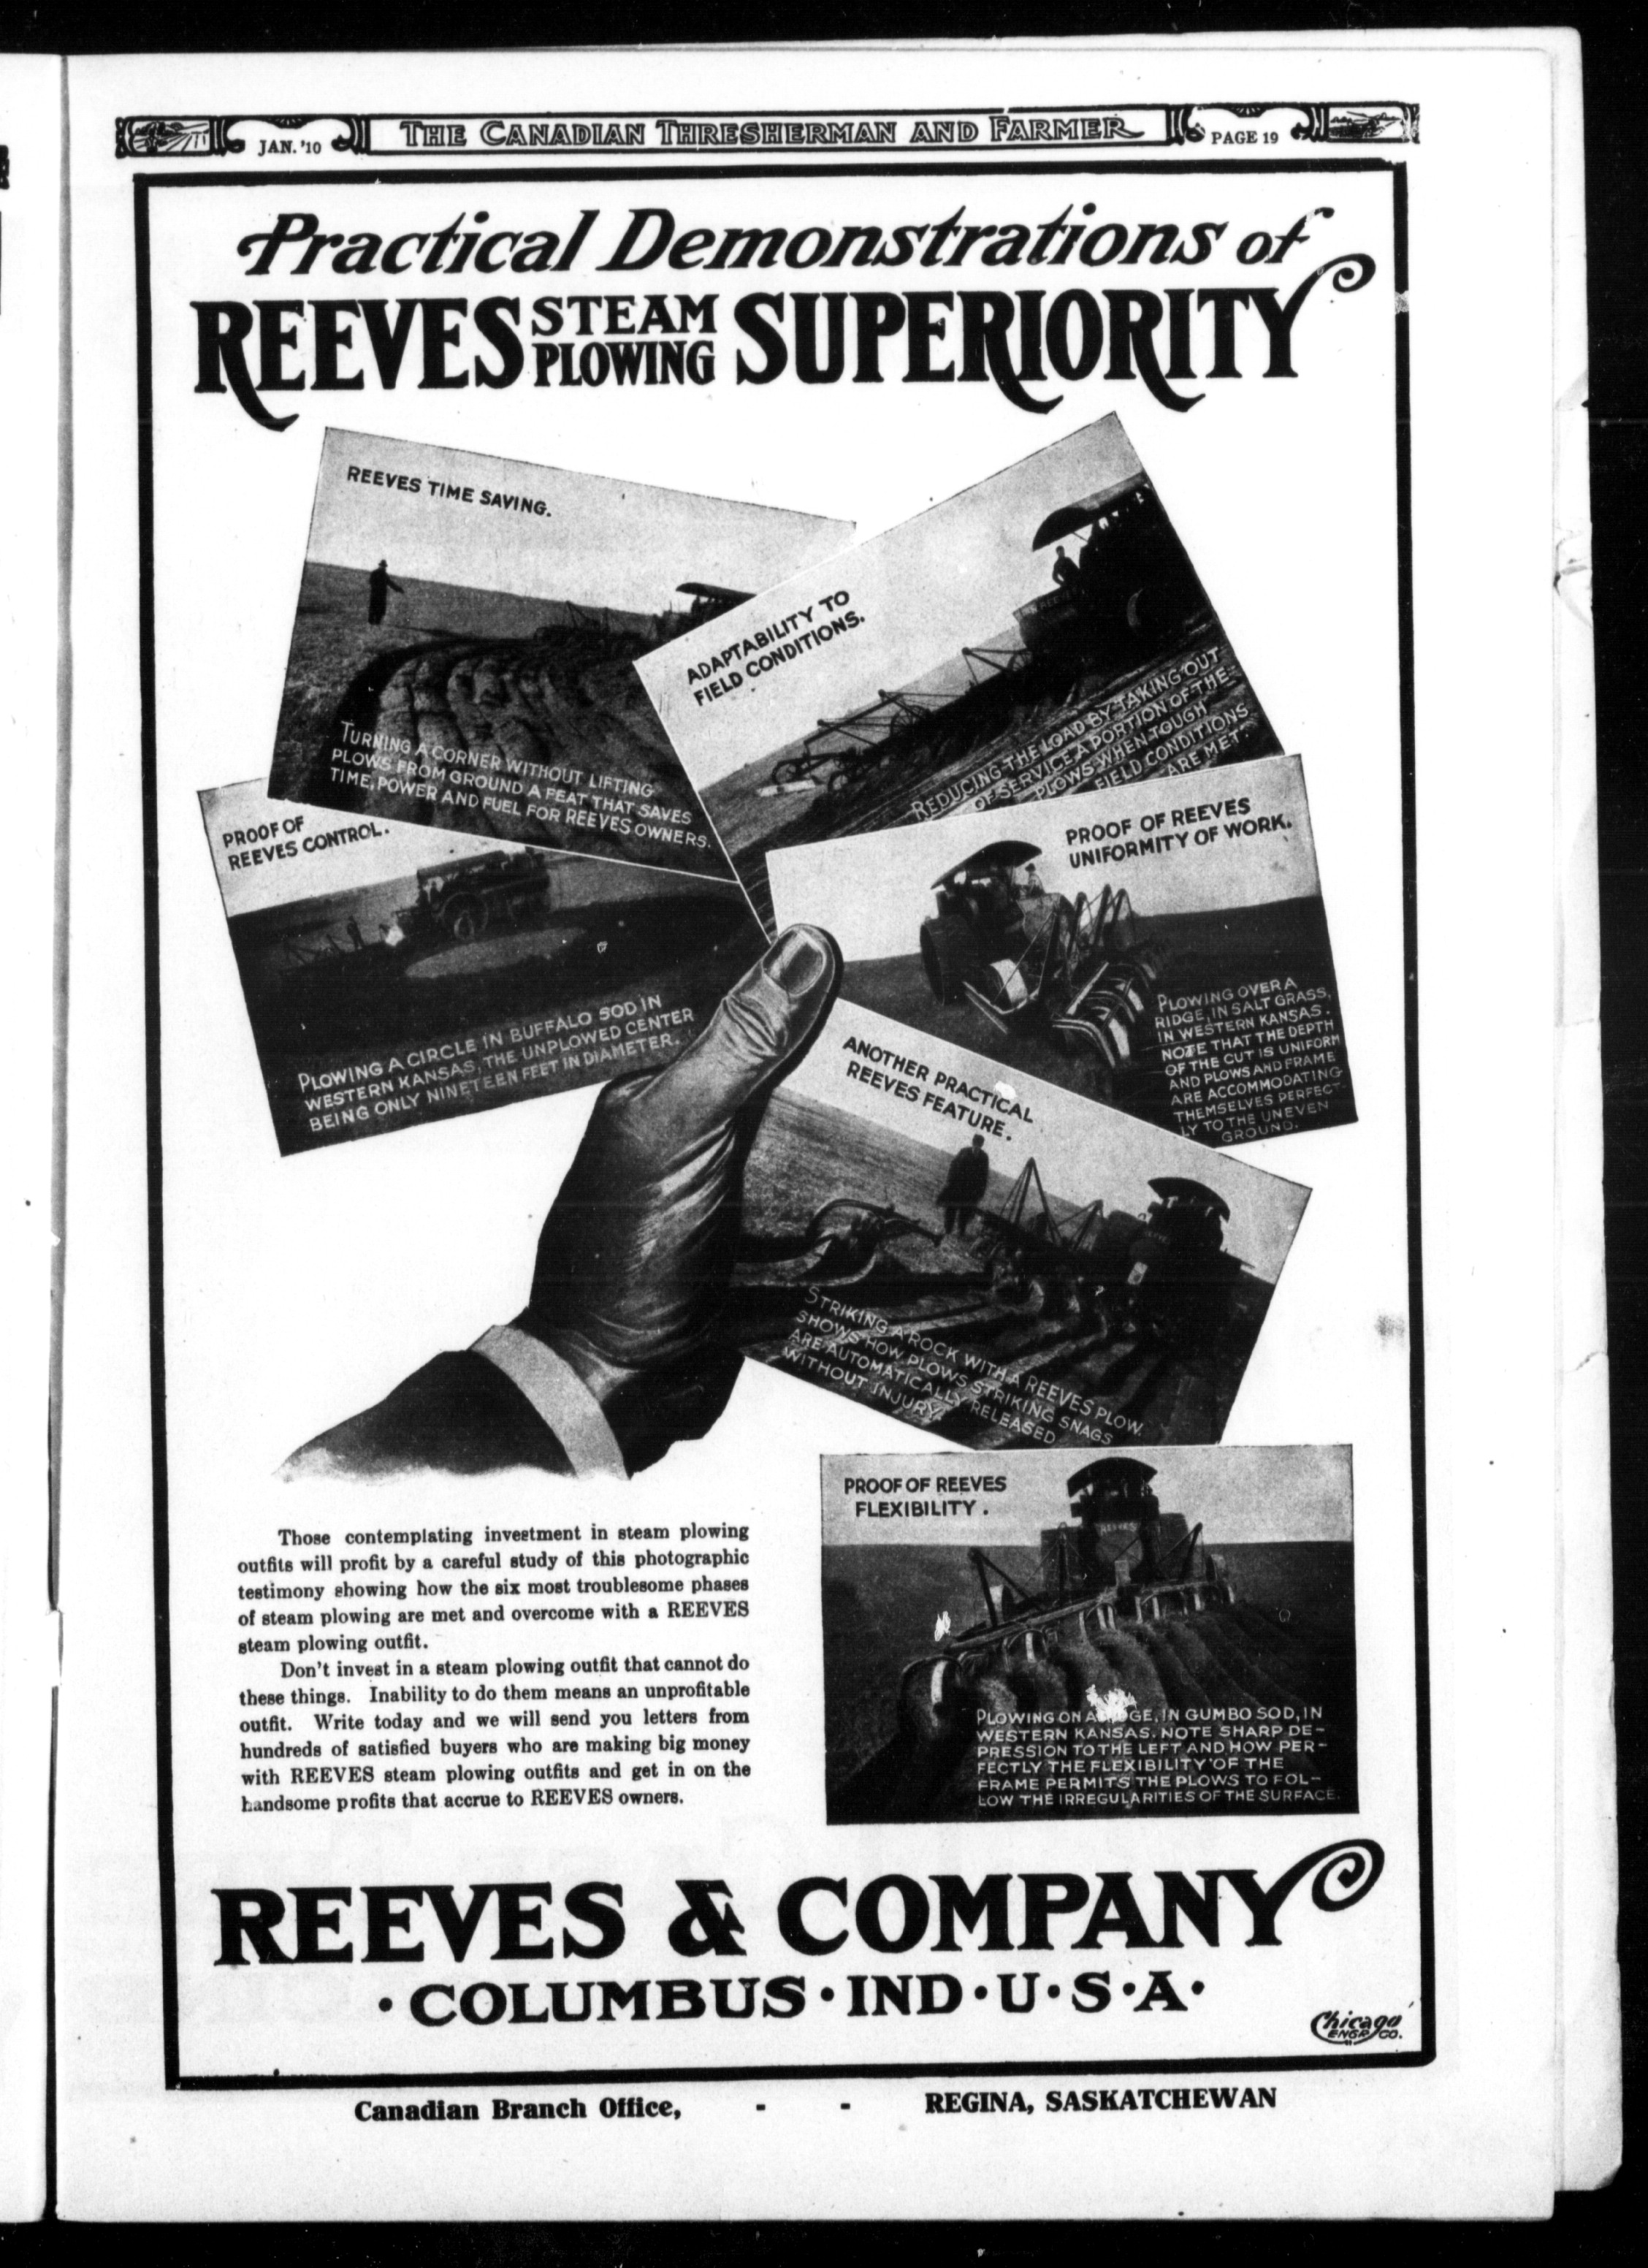 JAN. '10
THE CANADIAN THRESHERMAN AND FARMER
PAGE 19
Practical Demonstrations of
REEVES STEAM PLOWING SUPERIORITY
REEVES TIME SAVING.
TURNING A CORNER WITHOUT LIFTING
PLOWS FROM GROUND A FEAT THAT SAVES
TIME, POWER AND FUEL FOR REEVES OWNERS.
ADAPTABILITY TO
FIELD CONDITIONS.
REDUCING THE LOAD BY TAKING OUT
OF SERVICE A PORTION OF THE
PLOWS WHEN TOUGH
FIELD CONDITIONS
ARE MET.
PROOF OF
REEVES CONTROL.
PLOWING A CIRCLE IN BUFFALO SOD IN
WESTERN KANSAS, THE UNPLOWED CENTER
BEING ONLY NINETEEN FEET IN DIAMETER.
PROOF OF REEVES
UNIFORMITY OF WORK.
PLOWING OVER A
RIDGE, IN SALT GRASS,
IN WESTERN KANSAS.
NOTE THAT THE DEPTH
OF THE CUT IS UNIFORM
AND PLOWS AND FRAME
ARE ACCOMMODATING
THEMSELVES PERFECT-
LY TO THE UNEVEN
GROUND.
ANOTHER PRACTICAL
REEVES FEATURE.
STRIKING A ROCK WITH A REEVES PLOW.
SHOWS HOW PLOWS STRIKING SNAGS
ARE AUTOMATICALLY RELEASED
WITHOUT INJURY.
PROOF OF REEVES
FLEXIBILITY.
REEVES
PLOWING ON A, IN GUMBO SOD, IN
WESTERN KANSAS. NOTE SHARP DE-
PRESSION TO THE LEFT AND HOW PER-
FECTLY THE FLEXIBILITY OF THE
FRAME PERMITS THE PLOWS TO FOL-
LOW THE IRREGULARITIES OF THE SURFACE.
Those contemplating investment in steam plowing
outfits will profit by a careful study of this photographic
testimony showing how the six most troublesome phases
of steam plowing are met and overcome with a REEVES
steam plowing outfit.
Don't invest in a steam plowing outfit that cannot do
these things. Inability to do them means an unprofitable
outfit. Write today and we will send you letters from
hundreds of satisfied buyers who are making big money
with REEVES steam plowing outfits and get in on the
handsome profits that accrue to REEVES owners.
REEVES & COMPANY
·COLUMBUS·IND·U·S·A·
Chicago
ENGR. CO.
Canadian Branch Office, - - REGINA, SASKATCHEWAN